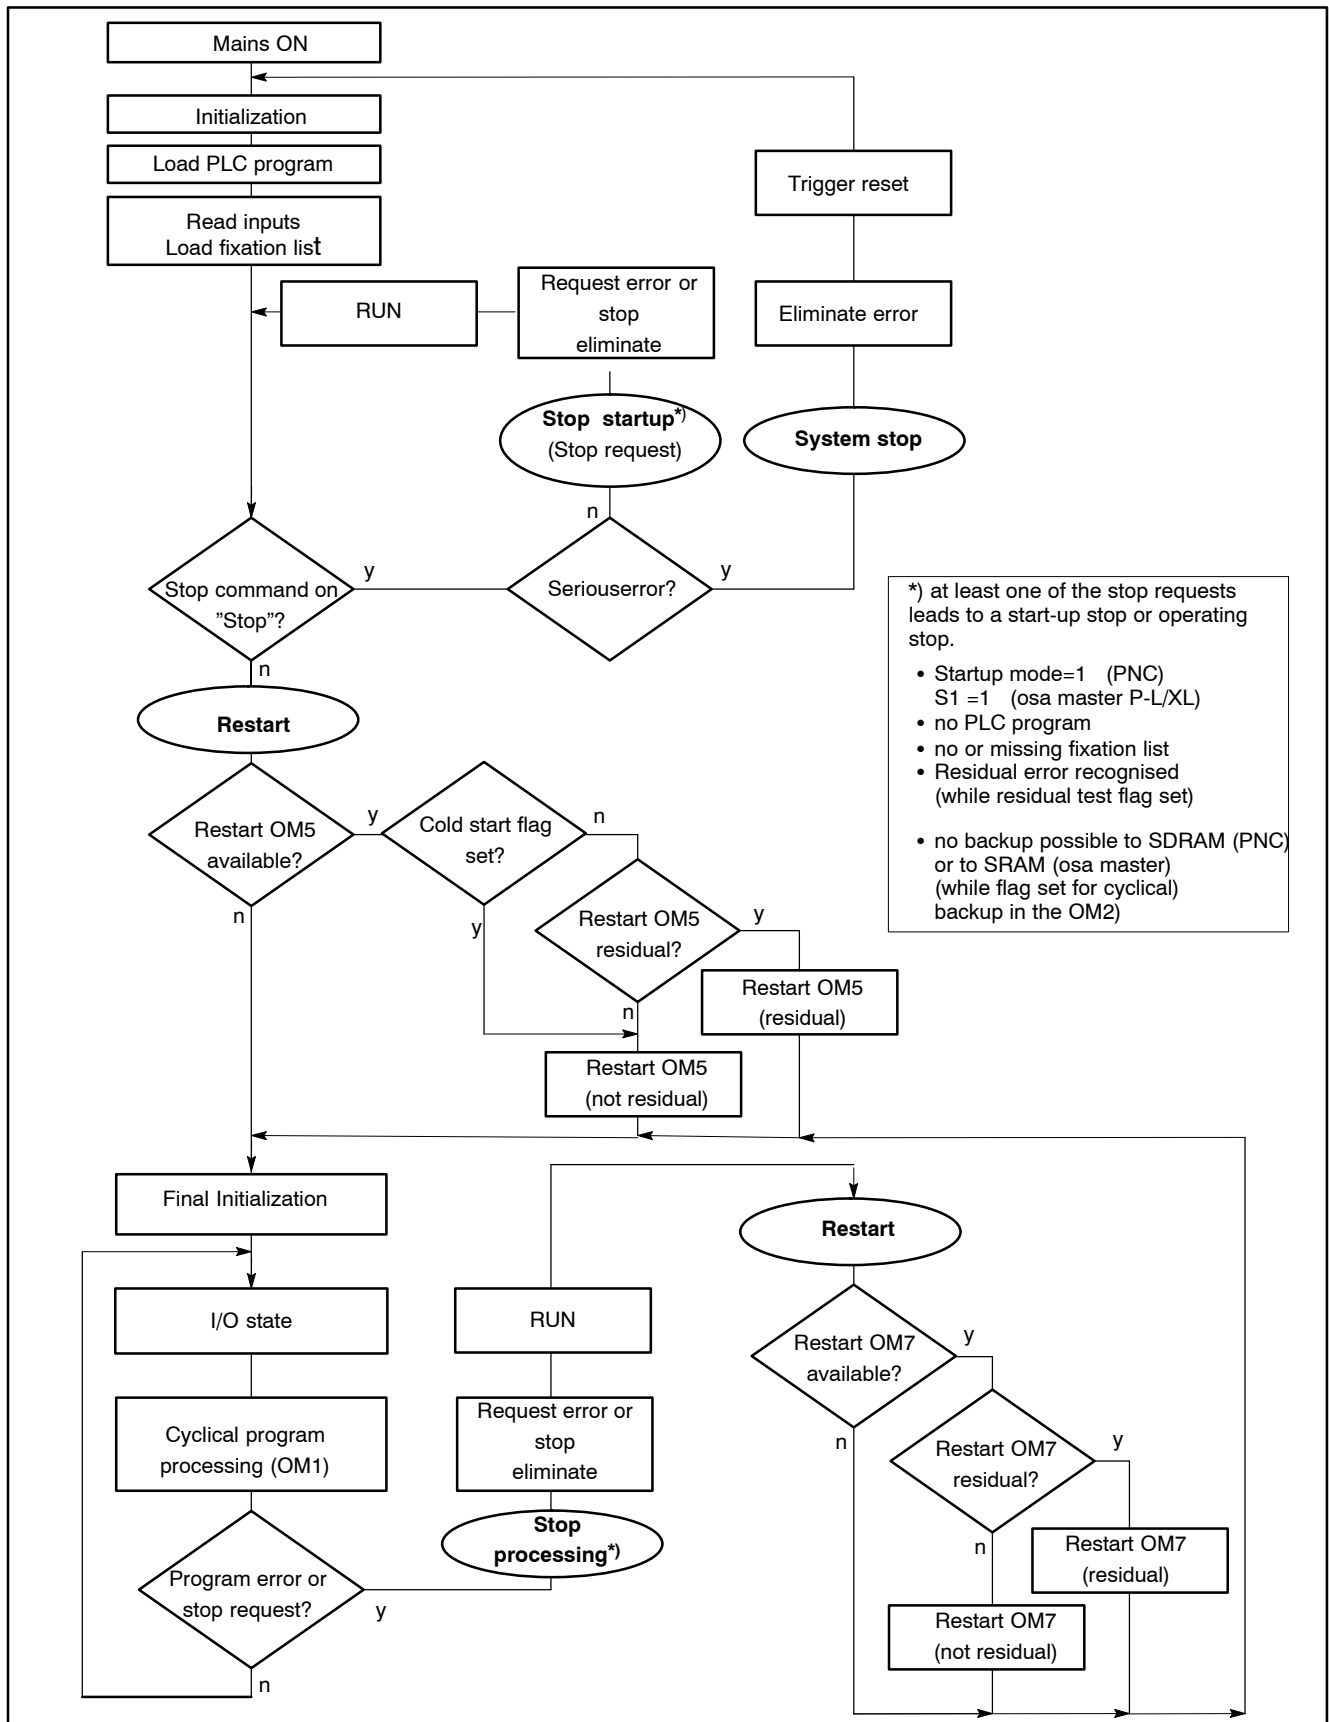 Mains ON
Initialization
Load PLC program
Read inputs
Load fixation list
RUN
Request error or
stop
eliminate
Trigger reset
Eliminate error
Stop startup*)
(Stop request)
System stop
n
Stop command on
”Stop”?
y
Seriouserror?
y
n
*) at least one of the stop requests
leads to a start-up stop or operating
stop.
• Startup mode=1 (PNC)
S1 =1 (osa master P-L/XL)
• no PLC program
• no or missing fixation list
• Residual error recognised
(while residual test flag set)
• no backup possible to SDRAM (PNC)
or to SRAM (osa master)
(while flag set for cyclical)
backup in the OM2)
Restart
Restart OM5
available?
y
n
Cold start flag
set?
n
y
Restart OM5
residual?
y
n
Restart OM5
(residual)
Restart OM5
(not residual)
Final Initialization
I/O state
Cyclical program
processing (OM1)
Program error or
stop request?
y
n
RUN
Request error or
stop
eliminate
Stop
processing*)
Restart
Restart OM7
available?
y
n
Restart OM7
residual?
y
n
Restart OM7
(residual)
Restart OM7
(not residual)